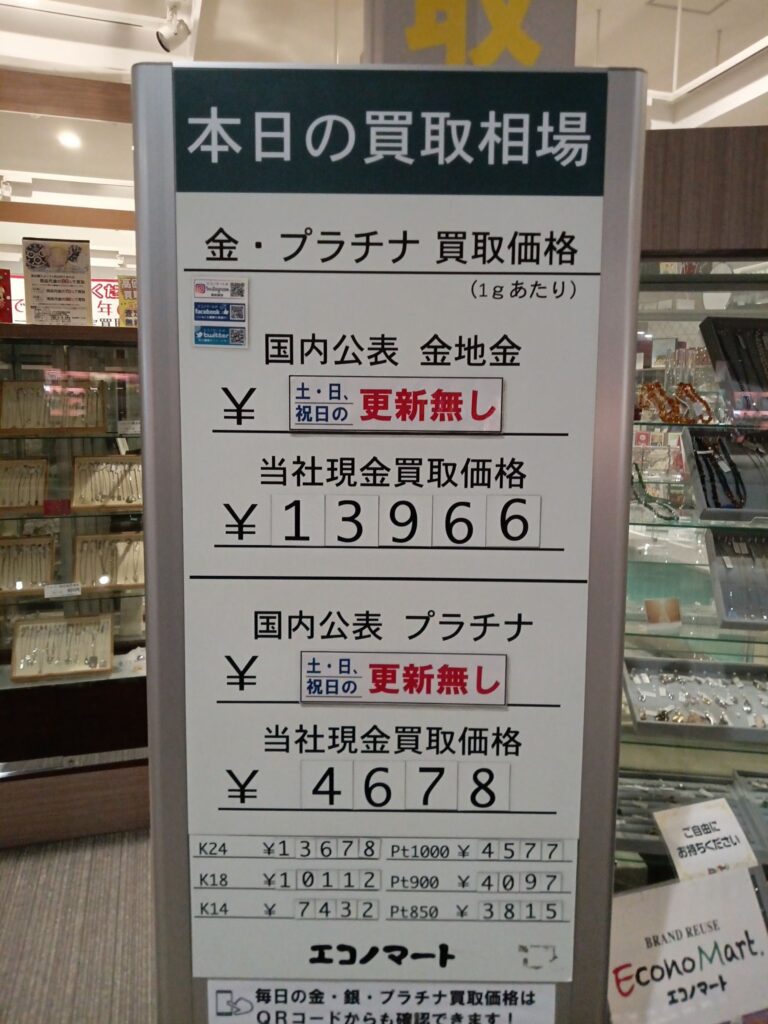 取
本日の買取相場
金・プラチナ 買取価格
(1gあたり)
Instagram
facebook
twitter
国内公表 金地金
¥ 土・日、祝日の 更新無し
当社現金買取価格
¥13966
国内公表 プラチナ
¥ 土・日、祝日の 更新無し
当社現金買取価格
¥ 4678
K24 ¥13678 Pt1000 ¥ 4577
K18 ¥10112 Pt900 ¥ 4097
K14 ¥ 7432 Pt850 ¥ 3815
エコノマート
毎日の金・銀・プラチナ買取価格は
QRコードからも確認できます!
ご自由に
お持ちください
BRAND REUSE
EconoMart.
エコノマート